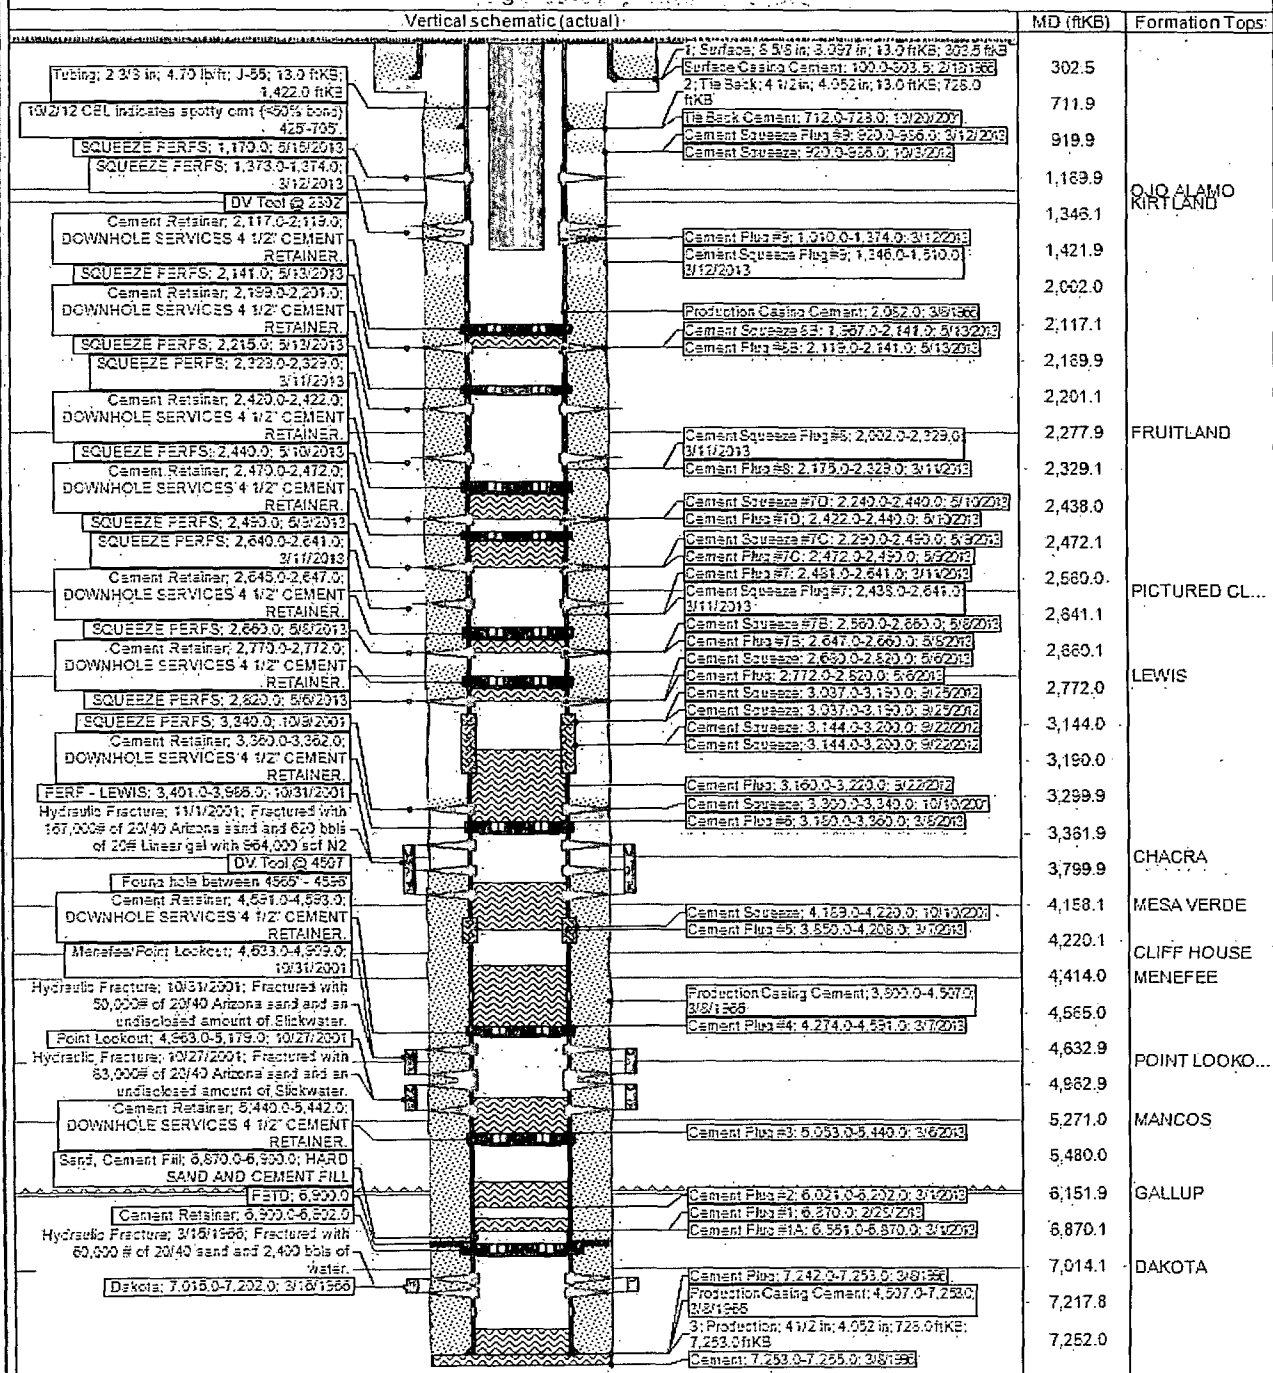 Vertical schematic (actual)
MD (ftKB)
Formation Tops
Tubing; 2 3/8 in; 4.70 lb/ft; J-55; 13.0 ftKB;
1,422.0 ftKB
10/2/12 CBL indicates spotty cmt (<50% bond)
425'-705'.
SQUEEZE PERFS; 1,170.0; 5/15/2013
SQUEEZE PERFS; 1,373.0-1,374.0;
3/12/2013
DV Tool @ 2302
Cement Retainer; 2,117.0-2,119.0;
DOWNHOLE SERVICES 4 1/2" CEMENT
RETAINER.
SQUEEZE PERFS; 2,141.0; 5/13/2013
Cement Retainer; 2,199.0-2,201.0;
DOWNHOLE SERVICES 4 1/2" CEMENT
RETAINER.
SQUEEZE PERFS; 2,215.0; 5/13/2013
SQUEEZE PERFS; 2,328.0-2,329.0;
3/11/2013
Cement Retainer; 2,420.0-2,422.0;
DOWNHOLE SERVICES 4 1/2" CEMENT
RETAINER.
SQUEEZE PERFS; 2,440.0; 5/10/2013
Cement Retainer; 2,470.0-2,472.0;
DOWNHOLE SERVICES 4 1/2" CEMENT
RETAINER.
SQUEEZE PERFS; 2,490.0; 5/9/2013
SQUEEZE PERFS; 2,640.0-2,641.0;
3/11/2013
Cement Retainer; 2,645.0-2,647.0;
DOWNHOLE SERVICES 4 1/2" CEMENT
RETAINER.
SQUEEZE PERFS; 2,660.0; 5/8/2013
Cement Retainer; 2,770.0-2,772.0;
DOWNHOLE SERVICES 4 1/2" CEMENT
RETAINER.
SQUEEZE PERFS; 2,820.0; 5/6/2013
SQUEEZE PERFS; 3,340.0; 10/9/2001
Cement Retainer; 3,360.0-3,362.0;
DOWNHOLE SERVICES 4 1/2" CEMENT
RETAINER.
PERF - LEWIS; 3,401.0-3,986.0; 10/31/2001
Hydraulic Fracture; 11/1/2001; Fractured with
167,000# of 20/40 Arizona sand and 620 bbls
of 20# Linear gel with 964,000 scf N2
DV Tool @ 4507
Found hole between 4565' - 4596'
Cement Retainer; 4,591.0-4,593.0;
DOWNHOLE SERVICES 4 1/2" CEMENT
RETAINER.
Menefee/Point Lookout; 4,633.0-4,909.0;
10/31/2001
Hydraulic Fracture; 10/31/2001; Fractured with
50,000# of 20/40 Arizona sand and an
undisclosed amount of Slickwater.
Point Lookout; 4,963.0-5,179.0; 10/27/2001
Hydraulic Fracture; 10/27/2001; Fractured with
63,000# of 20/40 Arizona sand and an
undisclosed amount of Slickwater.
Cement Retainer; 5,440.0-5,442.0;
DOWNHOLE SERVICES 4 1/2" CEMENT
RETAINER.
Sand, Cement Fill; 6,870.0-6,900.0; HARD
SAND AND CEMENT FILL
PBTD; 6,900.0
Cement Retainer; 6,900.0-6,902.0
Hydraulic Fracture; 3/16/1966; Fractured with
60,000 # of 20/40 sand and 2,400 bbls of
water.
Dakota; 7,015.0-7,202.0; 3/16/1966
1; Surface; 8 5/8 in; 8.097 in; 13.0 ftKB; 303.5 ftKB
Surface Casing Cement; 100.0-303.5; 2/18/1966
2; Tie Back; 4 1/2 in; 4.052 in; 13.0 ftKB; 728.0
ftKB
Tie Back Cement; 712.0-728.0; 10/20/2001
Cement Squeeze Plug #9; 920.0-986.0; 3/12/2013
Cement Squeeze; 920.0-986.0; 10/3/2012
Cement Plug #9; 1,010.0-1,374.0; 3/12/2013
Cement Squeeze Plug #9; 1,346.0-1,510.0;
3/12/2013
Production Casing Cement; 2,082.0; 3/8/1966
Cement Squeeze #8B; 1,967.0-2,141.0; 5/13/2013
Cement Plug #8B; 2,119.0-2,141.0; 5/13/2013
Cement Squeeze Plug #8; 2,002.0-2,329.0;
3/11/2013
Cement Plug #8; 2,175.0-2,329.0; 3/11/2013
Cement Squeeze #7D; 2,240.0-2,440.0; 5/10/2013
Cement Plug #7D; 2,422.0-2,440.0; 5/10/2013
Cement Squeeze #7C; 2,290.0-2,490.0; 5/9/2013
Cement Plug #7C; 2,472.0-2,490.0; 5/9/2013
Cement Plug #7; 2,481.0-2,641.0; 3/11/2013
Cement Squeeze Plug #7; 2,438.0-2,641.0;
3/11/2013
Cement Squeeze #7B; 2,560.0-2,660.0; 5/8/2013
Cement Plug #7B; 2,647.0-2,660.0; 5/8/2013
Cement Squeeze; 2,680.0-2,820.0; 5/6/2013
Cement Plug; 2,772.0-2,820.0; 5/6/2013
Cement Squeeze; 3,037.0-3,190.0; 9/25/2012
Cement Squeeze; 3,037.0-3,190.0; 9/25/2012
Cement Squeeze; 3,144.0-3,200.0; 9/22/2012
Cement Squeeze; 3,144.0-3,200.0; 9/22/2012
Cement Plug; 3,160.0-3,220.0; 9/22/2012
Cement Squeeze; 3,300.0-3,340.0; 10/10/2001
Cement Plug #6; 3,180.0-3,360.0; 3/8/2013
Cement Squeeze; 4,189.0-4,220.0; 10/10/2001
Cement Plug #5; 3,850.0-4,208.0; 3/7/2013
Production Casing Cement; 3,800.0-4,507.0;
3/8/1966
Cement Plug #4; 4,274.0-4,591.0; 3/7/2013
Cement Plug #3; 5,053.0-5,440.0; 3/6/2013
Cement Plug #2; 6,021.0-6,202.0; 3/1/2013
Cement Plug #1; 6,870.0; 2/28/2013
Cement Plug #1A; 6,551.0-6,870.0; 3/1/2013
Cement Plug; 7,242.0-7,253.0; 3/8/1966
Production Casing Cement; 4,507.0-7,253.0;
3/8/1966
3; Production; 4 1/2 in; 4.052 in; 728.0 ftKB;
7,253.0 ftKB
Cement; 7,253.0-7,255.0; 3/8/1966
302.5
711.9
919.9
1,169.9
1,346.1
1,421.9
2,002.0
2,117.1
2,189.9
2,201.1
2,277.9
2,329.1
2,438.0
2,472.1
2,560.0
2,641.1
2,660.1
2,772.0
3,144.0
3,190.0
3,299.9
3,361.9
3,799.9
4,158.1
4,220.1
4,414.0
4,565.0
4,632.9
4,962.9
5,271.0
5,480.0
6,151.9
6,870.1
7,014.1
7,217.8
7,252.0
OJO ALAMO
KIRTLAND
FRUITLAND
PICTURED CL...
LEWIS
CHACRA
MESA VERDE
CLIFF HOUSE
MENEFEE
POINT LOOKO...
MANCOS
GALLUP
DAKOTA